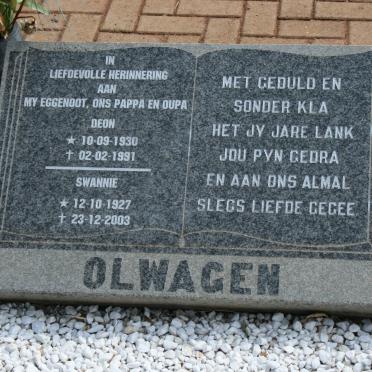 IN
LIEFDEVOLLE HERINNERING
AAN
MY EGGENOOT, ONS PAPPA EN OUPA
DEON
* 10-09-1930
† 02-02-1991
SWANNIE
* 12-10-1927
† 23-12-2003
MET GEDULD EN
SONDER KLA
HET JY JARE LANK
JOU PYN GEDRA
EN AAN ONS ALMAL
SLEGS LIEFDE GEGEE
OLWAGEN